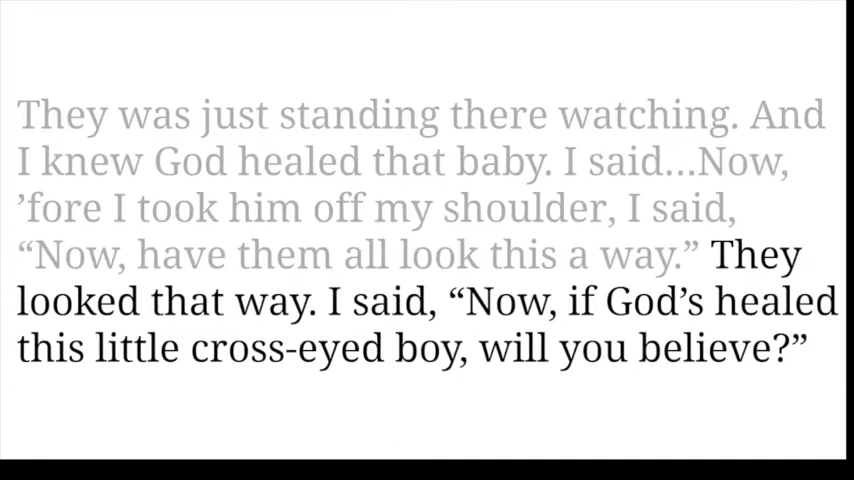 They was just standing there watching. And
I knew God healed that baby. I said...Now,
’fore I took him off my shoulder, I said,
“Now, have them all look this a way.” They
looked that way. I said, “Now, if God’s healed
this little cross-eyed boy, will you believe?”